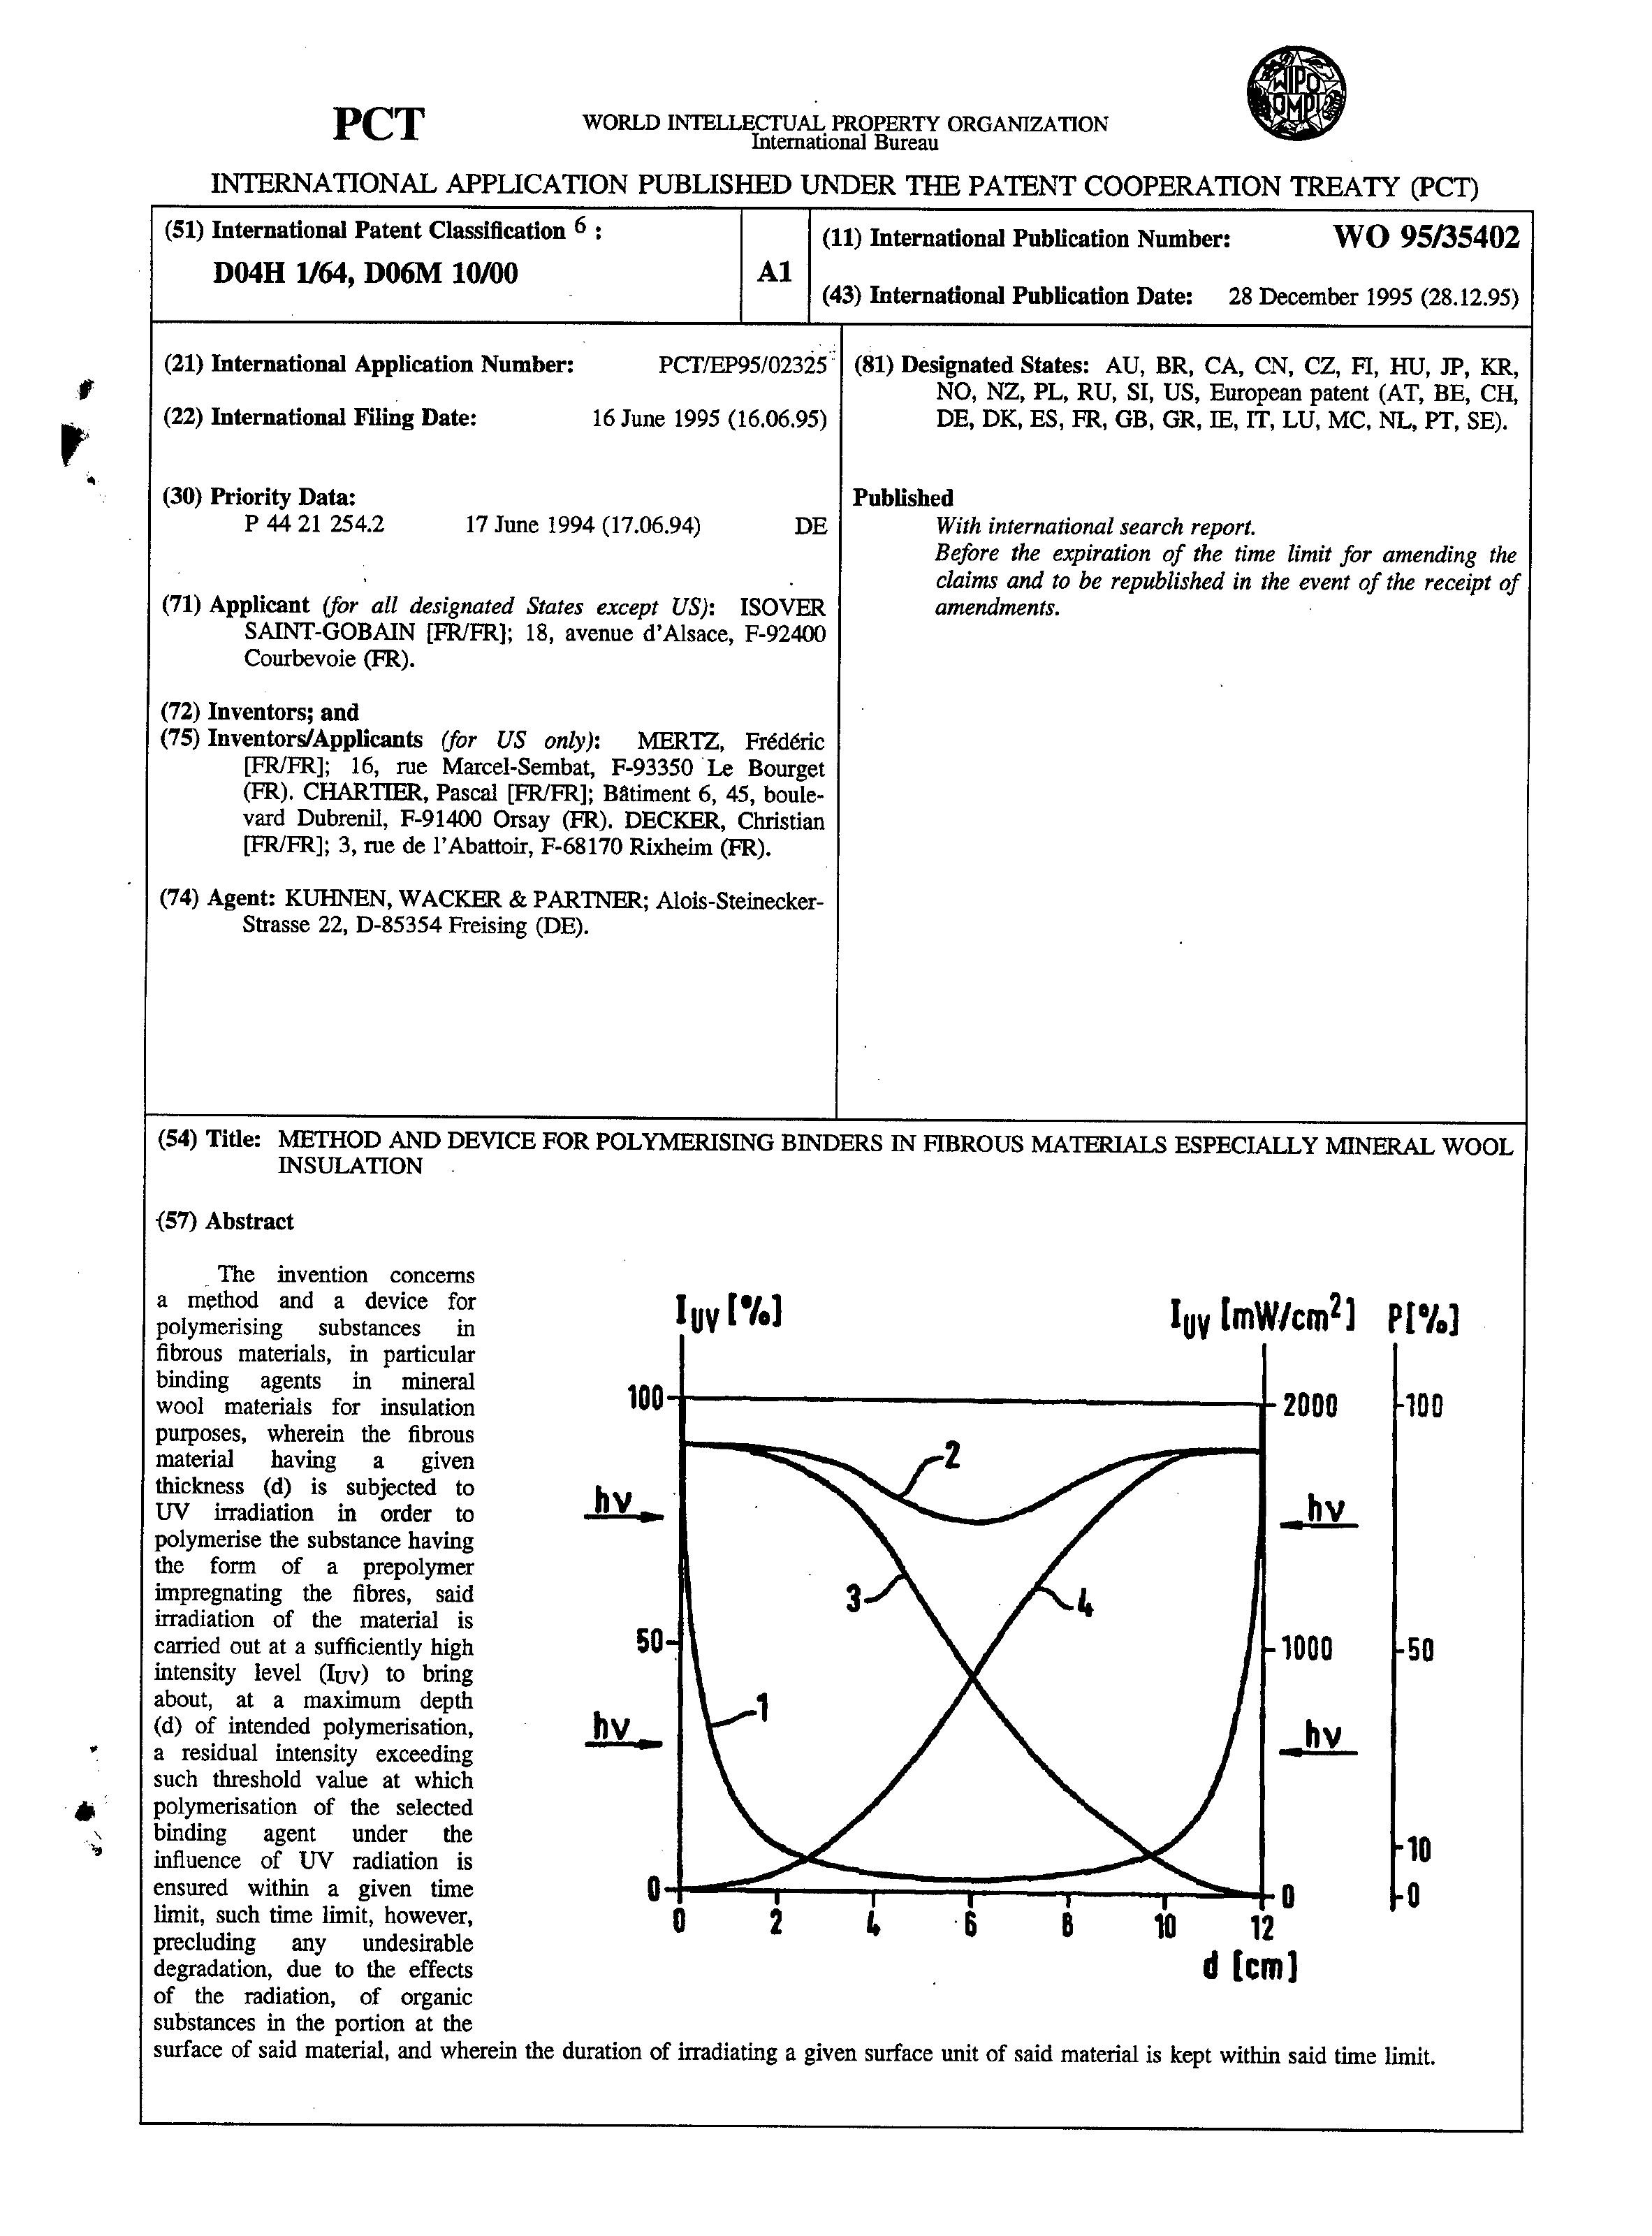 WIPO
OMPI
PCT
WORLD INTELLECTUAL PROPERTY ORGANIZATION
International Bureau
INTERNATIONAL APPLICATION PUBLISHED UNDER THE PATENT COOPERATION TREATY (PCT)
(51) International Patent Classification 6 :
D04H 1/64, D06M 10/00
A1
(11) International Publication Number: WO 95/35402
(43) International Publication Date: 28 December 1995 (28.12.95)
(21) International Application Number: PCT/EP95/02325
(22) International Filing Date: 16 June 1995 (16.06.95)
(30) Priority Data:
P 44 21 254.2 17 June 1994 (17.06.94) DE
(71) Applicant (for all designated States except US): ISOVER
SAINT-GOBAIN [FR/FR]; 18, avenue d'Alsace, F-92400
Courbevoie (FR).
(72) Inventors; and
(75) Inventors/Applicants (for US only): MERTZ, Frédéric
[FR/FR]; 16, rue Marcel-Sembat, F-93350 Le Bourget
(FR). CHARTIER, Pascal [FR/FR]; Bâtiment 6, 45, boule-
vard Dubrenil, F-91400 Orsay (FR). DECKER, Christian
[FR/FR]; 3, rue de l'Abattoir, F-68170 Rixheim (FR).
(74) Agent: KUHNEN, WACKER & PARTNER; Alois-Steinecker-
Strasse 22, D-85354 Freising (DE).
(81) Designated States: AU, BR, CA, CN, CZ, FI, HU, JP, KR,
NO, NZ, PL, RU, SI, US, European patent (AT, BE, CH,
DE, DK, ES, FR, GB, GR, IE, IT, LU, MC, NL, PT, SE).
Published
With international search report.
Before the expiration of the time limit for amending the
claims and to be republished in the event of the receipt of
amendments.
(54) Title: METHOD AND DEVICE FOR POLYMERISING BINDERS IN FIBROUS MATERIALS ESPECIALLY MINERAL WOOL
INSULATION
(57) Abstract
The invention concerns
a method and a device for
polymerising substances in
fibrous materials, in particular
binding agents in mineral
wool materials for insulation
purposes, wherein the fibrous
material having a given
thickness (d) is subjected to
UV irradiation in order to
polymerise the substance having
the form of a prepolymer
impregnating the fibres, said
irradiation of the material is
carried out at a sufficiently high
intensity level (IUV) to bring
about, at a maximum depth
(d) of intended polymerisation,
a residual intensity exceeding
such threshold value at which
polymerisation of the selected
binding agent under the
influence of UV radiation is
ensured within a given time
limit, such time limit, however,
precluding any undesirable
degradation, due to the effects
of the radiation, of organic
substances in the portion at the
surface of said material, and wherein the duration of irradiating a given surface unit of said material is kept within said time limit.
IUV [%] IUV [mW/cm2] P[%]
100 2000 100
2
hν hν
3 4
50 1000 50
1
hν hν
10
0 0 0
0 2 4 6 8 10 12
d [cm]